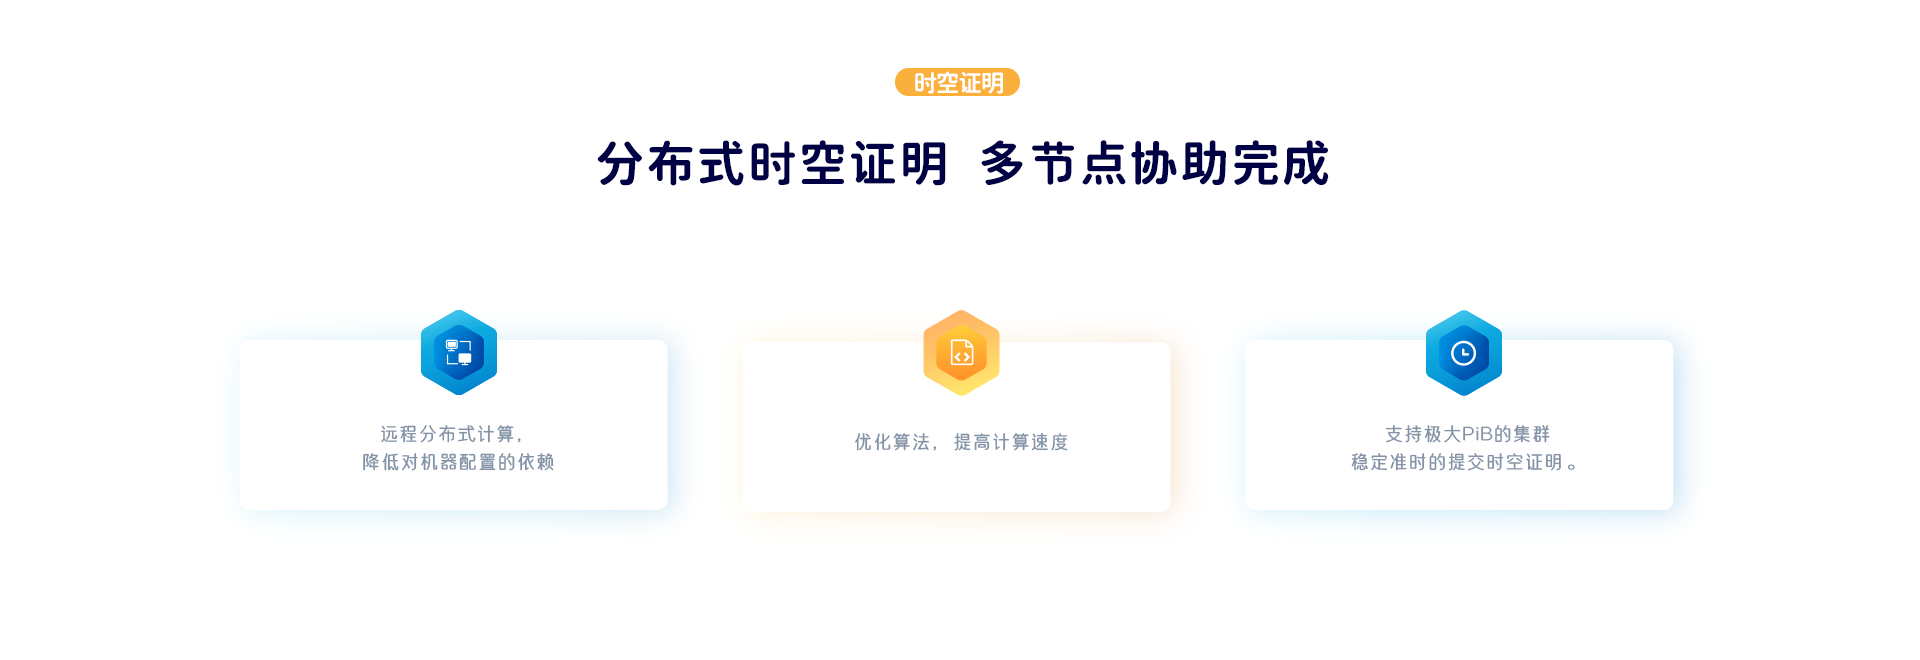 时空证明
分布式时空证明 多节点协助完成
远程分布式计算，
降低对机器配置的依赖
优化算法，提高计算速度
支持极大PiB的集群
稳定准时的提交时空证明。